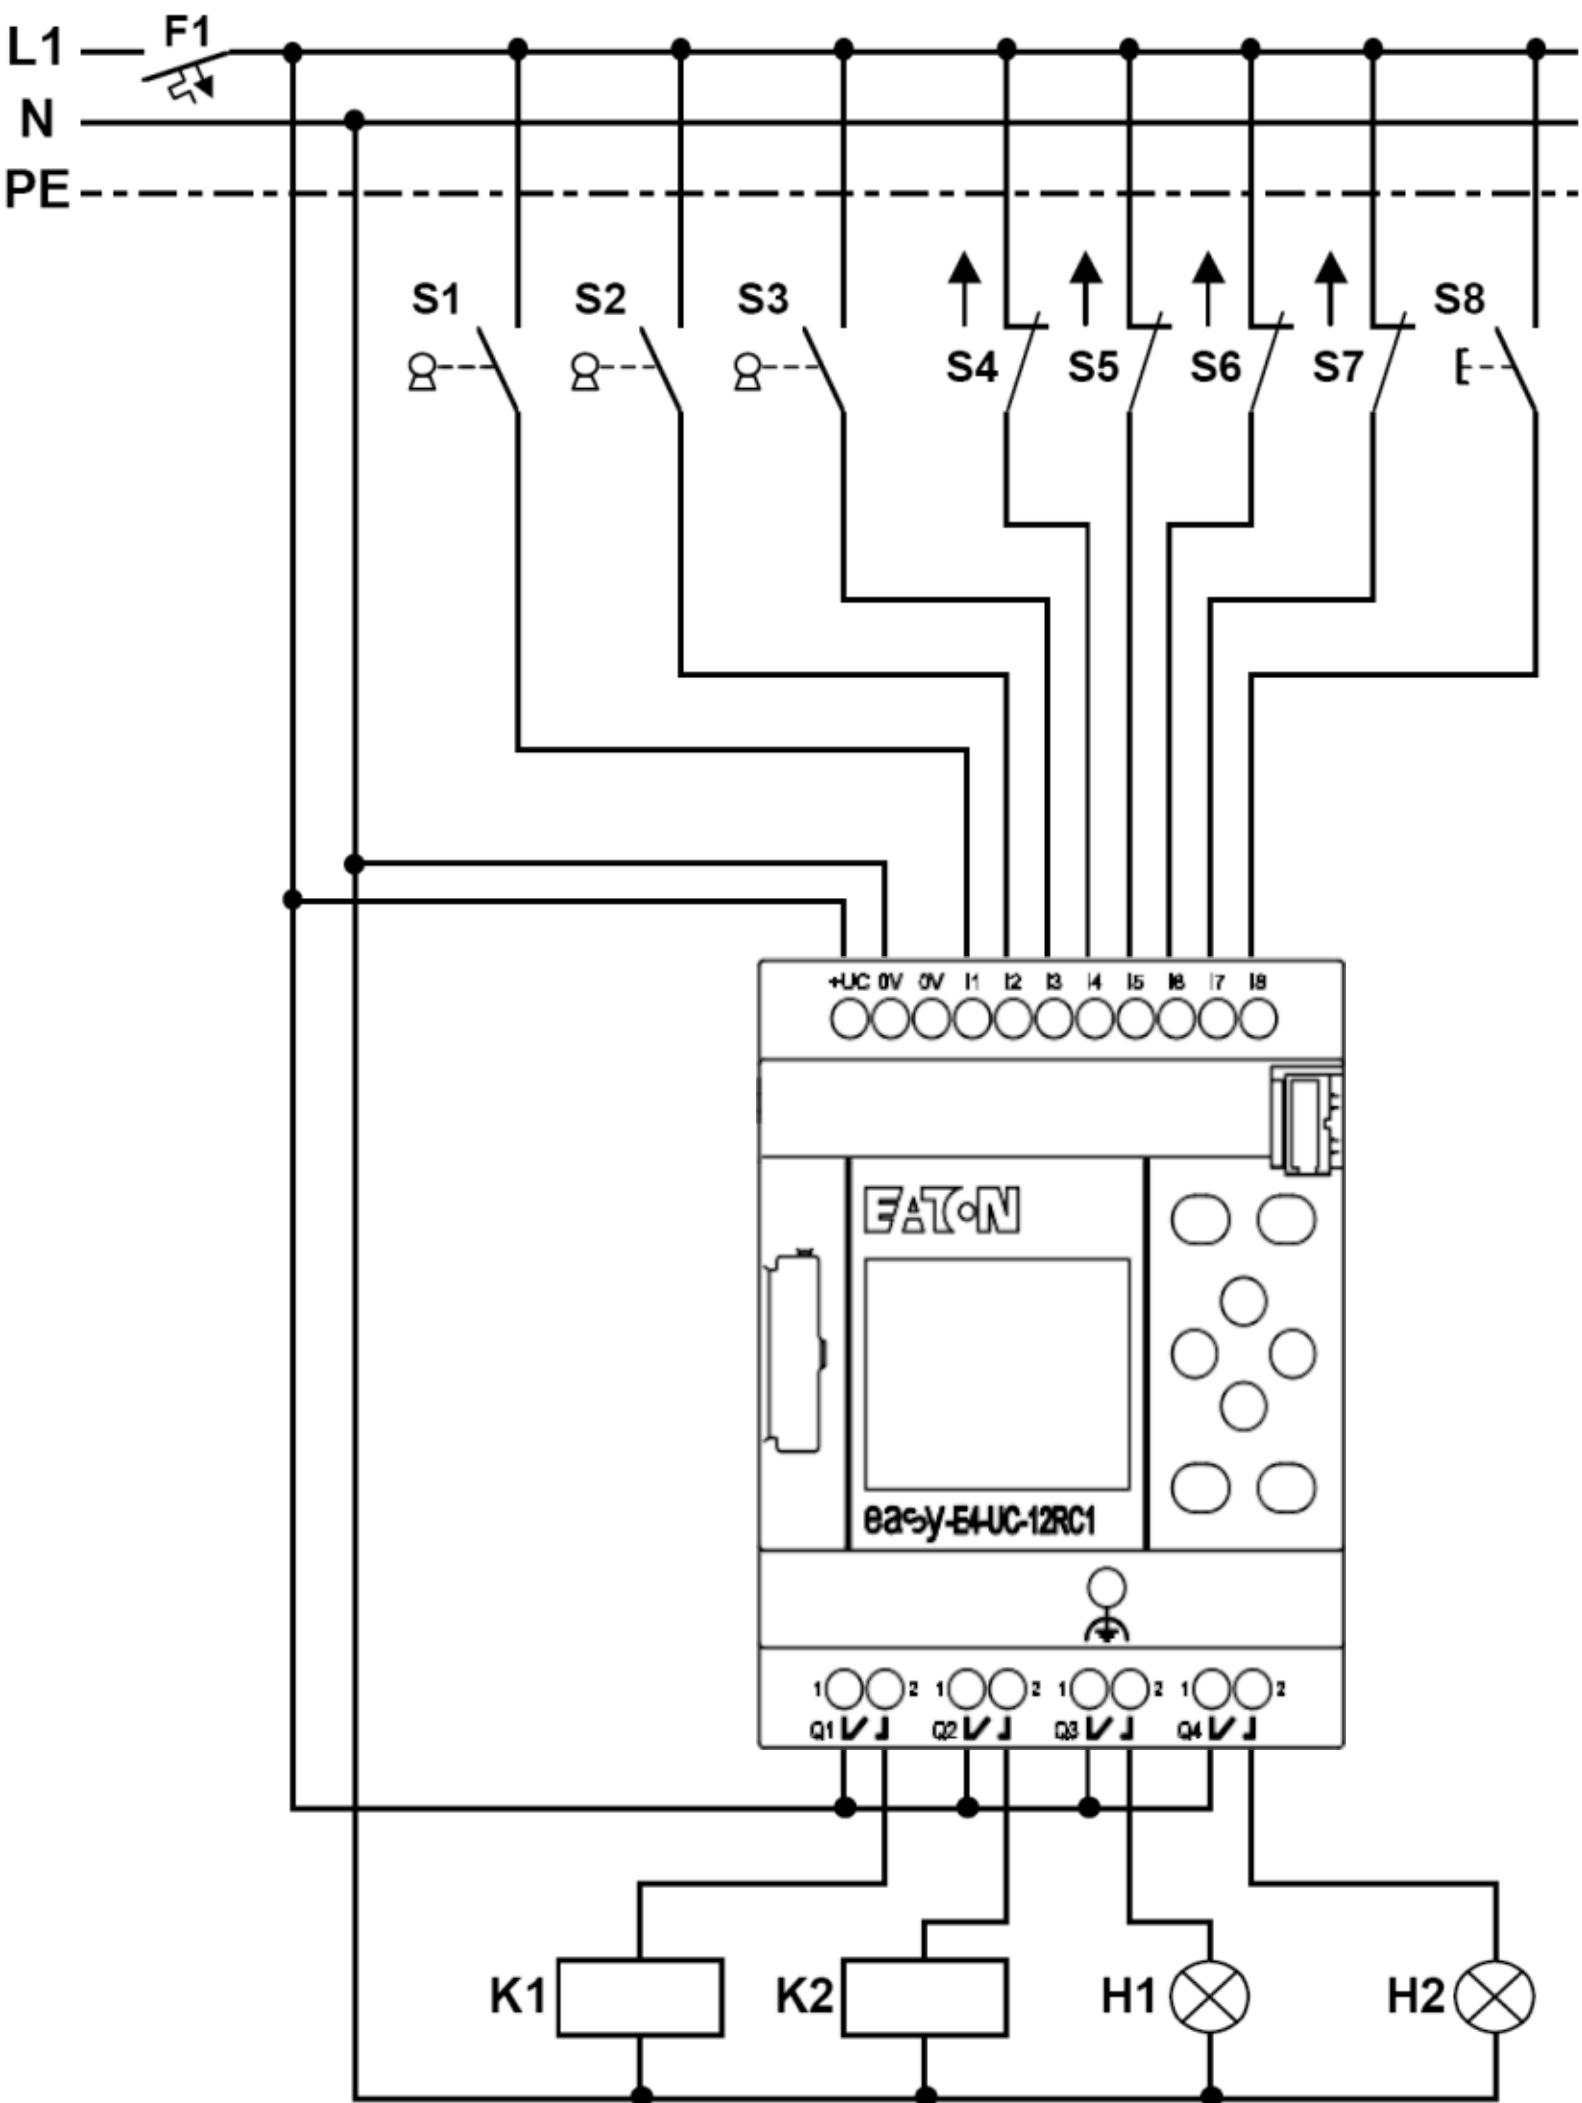 L1 F1
N
PE
S1 S2 S3 S8
S4 S5 S6 S7
+UC 0V 0V I1 I2 I3 I4 I5 I6 I7 I8
EATON
easy-E4-UC-12RC1
1 2 1 2 1 2 1 2
Q1 Q2 Q3 Q4
K1 K2 H1 H2